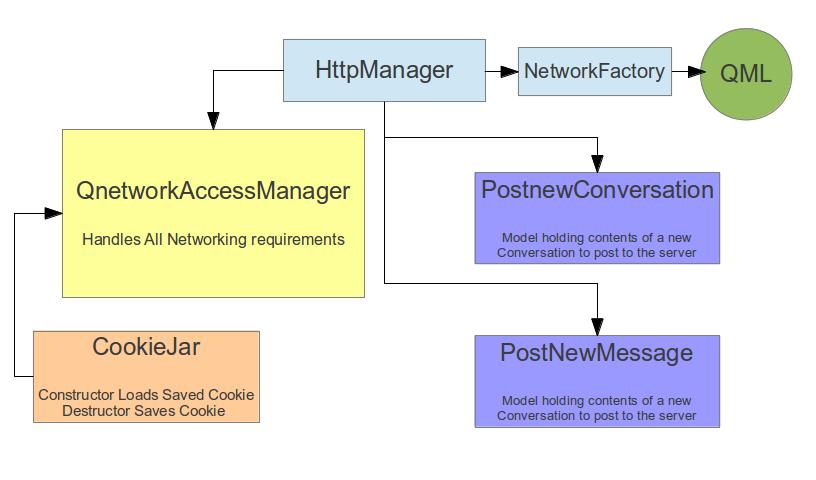 HttpManager
NetworkFactory
QML
QnetworkAccessManager
Handles All Networking requirements
PostnewConversation
Model holding contents of a new
Conversation to post to the server
CookieJar
Constructor Loads Saved Cookie
Destructor Saves Cookie
PostNewMessage
Model holding contents of a new
Conversation to post to the server